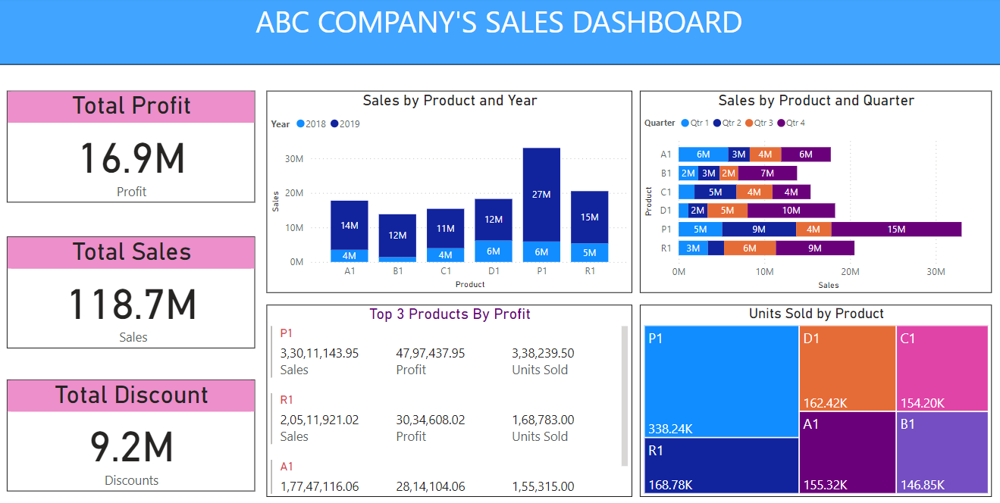 ABC COMPANY'S SALES DASHBOARD
Total Profit
16.9M
Profit
Total Sales
118.7M
Sales
Total Discount
9.2M
Discounts
Sales by Product and Year
Year 2018 2019
30M
20M
10M
0M
Sales
14M
4M
12M
11M
4M
12M
6M
27M
6M
15M
5M
A1 B1 C1 D1 P1 R1
Product
Sales by Product and Quarter
Quarter Qtr 1 Qtr 2 Qtr 3 Qtr 4
Product
A1 6M 3M 4M 6M
B1 2M 3M 2M 7M
C1 5M 4M 4M
D1 2M 5M 10M
P1 5M 9M 4M 15M
R1 3M 6M 9M
0M 10M 20M 30M
Sales
Top 3 Products By Profit
P1
3,30,11,143.95 47,97,437.95 3,38,239.50
Sales Profit Units Sold
R1
2,05,11,921.02 30,34,608.02 1,68,783.00
Sales Profit Units Sold
A1
1,77,47,116.06 28,14,104.06 1,55,315.00
Units Sold by Product
P1
338.24K
R1
168.78K
D1
162.42K
A1
155.32K
C1
154.20K
B1
146.85K